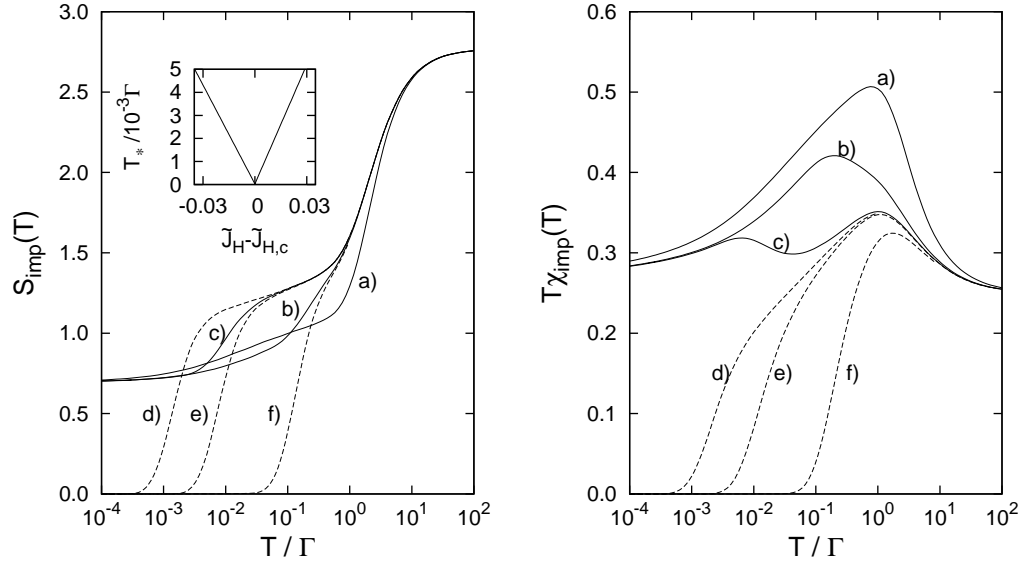 3.0
2.5
2.0
1.5
1.0
0.5
0.0
S_imp(T)
10^-4
10^-3
10^-2
10^-1
10^0
10^1
10^2
T / Γ
5
4
3
2
1
0
T_* /10^-3Γ
-0.03
0
0.03
J̃_H-J̃_H,c
a)
b)
c)
d)
e)
f)
0.6
0.5
0.4
0.3
0.2
0.1
0.0
Tχ_imp(T)
10^-4
10^-3
10^-2
10^-1
10^0
10^1
10^2
T / Γ
a)
b)
c)
d)
e)
f)